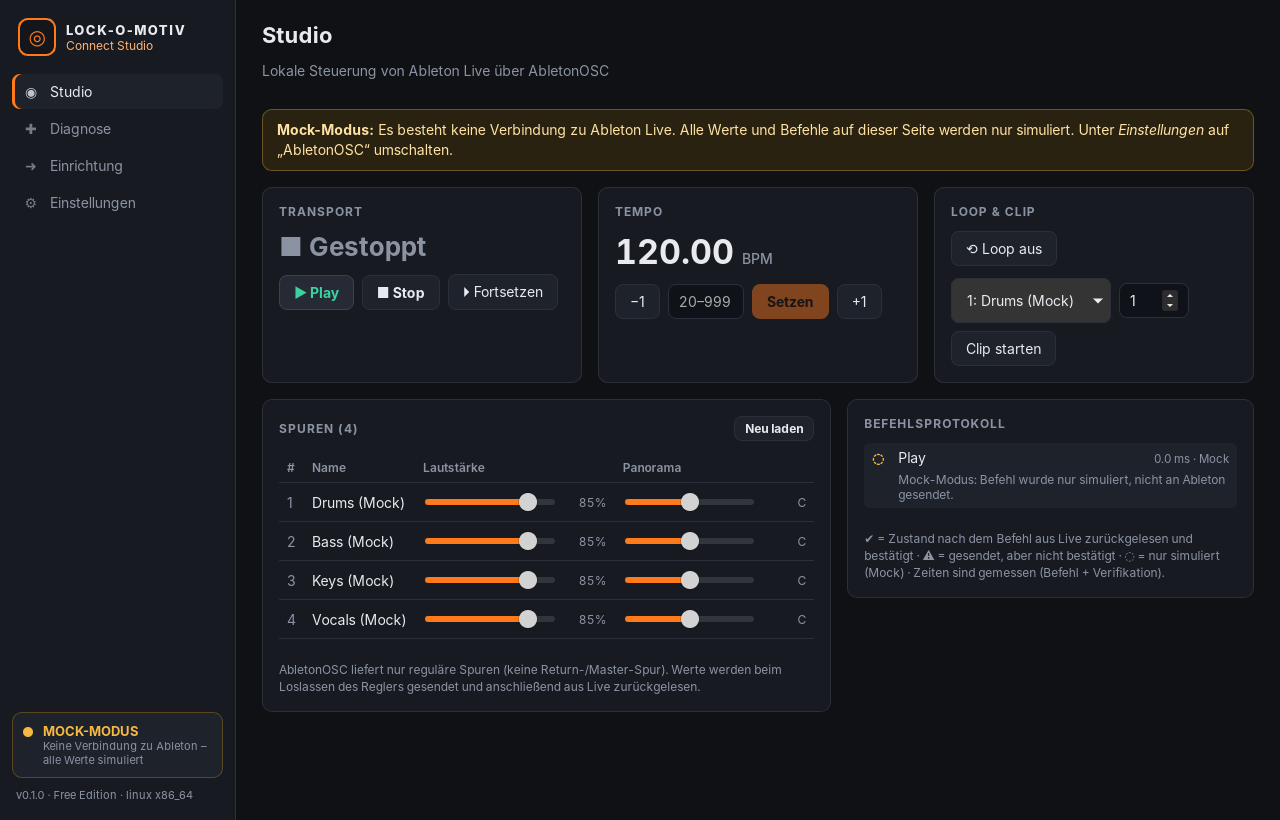 LOCK-O-MOTIV
Connect Studio
Studio
Diagnose
Einrichtung
Einstellungen
MOCK-MODUS
Keine Verbindung zu Ableton –
alle Werte simuliert
v0.1.0 · Free Edition · linux x86_64
Studio
Lokale Steuerung von Ableton Live über AbletonOSC
Mock-Modus: Es besteht keine Verbindung zu Ableton Live. Alle Werte und Befehle auf dieser Seite werden nur simuliert. Unter Einstellungen auf
„AbletonOSC“ umschalten.
TRANSPORT
■ Gestoppt
▶ Play
■ Stop
⏵ Fortsetzen
TEMPO
120.00 BPM
−1
20–999
Setzen
+1
LOOP & CLIP
⟲ Loop aus
1: Drums (Mock)
1
Clip starten
SPUREN (4)
Neu laden
# Name Lautstärke Panorama
1 Drums (Mock) 85% C
2 Bass (Mock) 85% C
3 Keys (Mock) 85% C
4 Vocals (Mock) 85% C
AbletonOSC liefert nur reguläre Spuren (keine Return-/Master-Spur). Werte werden beim
Loslassen des Reglers gesendet und anschließend aus Live zurückgelesen.
BEFEHLSPROTOKOLL
◌ Play 0.0 ms · Mock
Mock-Modus: Befehl wurde nur simuliert, nicht an Ableton
gesendet.
✔ = Zustand nach dem Befehl aus Live zurückgelesen und
bestätigt · ⚠ = gesendet, aber nicht bestätigt · ◌ = nur simuliert
(Mock) · Zeiten sind gemessen (Befehl + Verifikation).